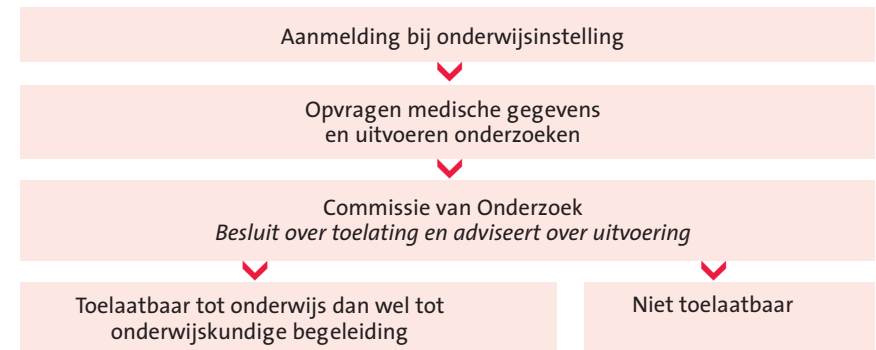 Aanmelding bij onderwijsinstelling
Opvragen medische gegevens
en uitvoeren onderzoeken
Commissie van Onderzoek
Besluit over toelating en adviseert over uitvoering
Toelaatbaar tot onderwijs dan wel tot
onderwijskundige begeleiding
Niet toelaatbaar